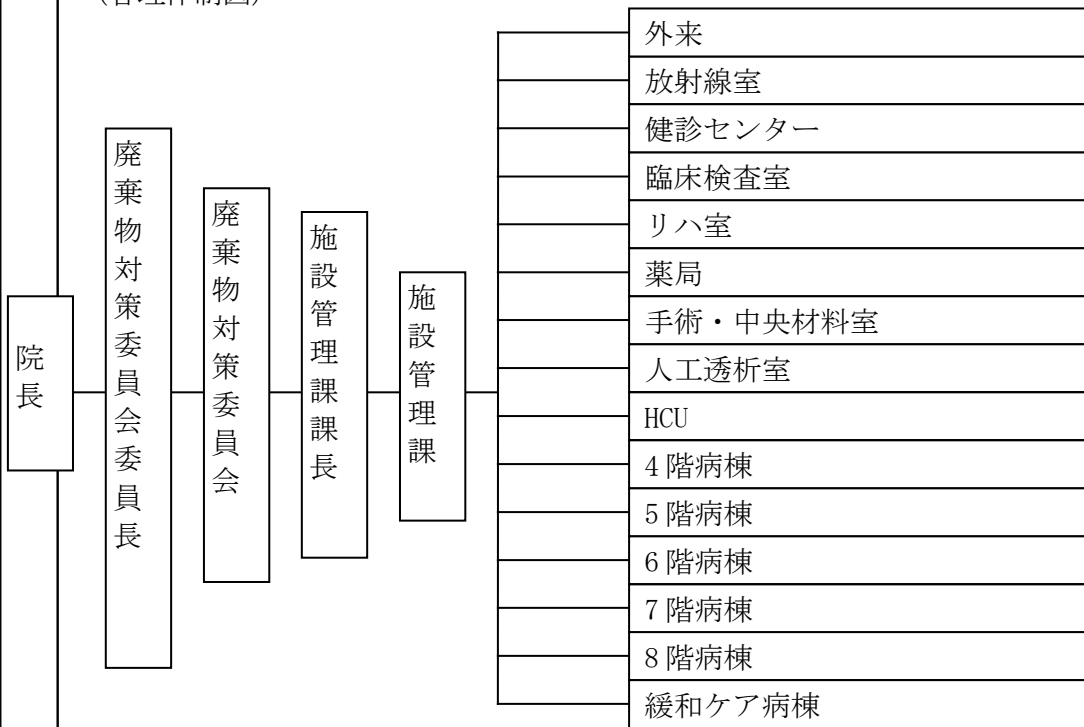 （管理体制図）
院長
廃棄物対策委員会委員長
廃棄物対策委員会
施設管理課課長
施設管理課
外来
放射線室
健診センター
臨床検査室
リハ室
薬局
手術・中央材料室
人工透析室
HCU
4階病棟
5階病棟
6階病棟
7階病棟
8階病棟
緩和ケア病棟